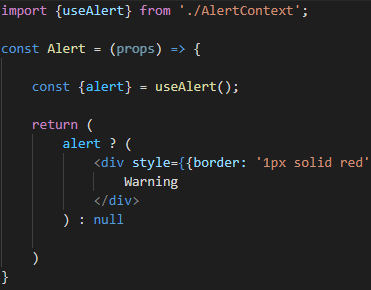 import {useAlert} from './AlertContext';
const Alert = (props) => {
const {alert} = useAlert();
return (
alert ? (
<div style={{border: '1px solid red'
Warning
</div>
) : null
)
}